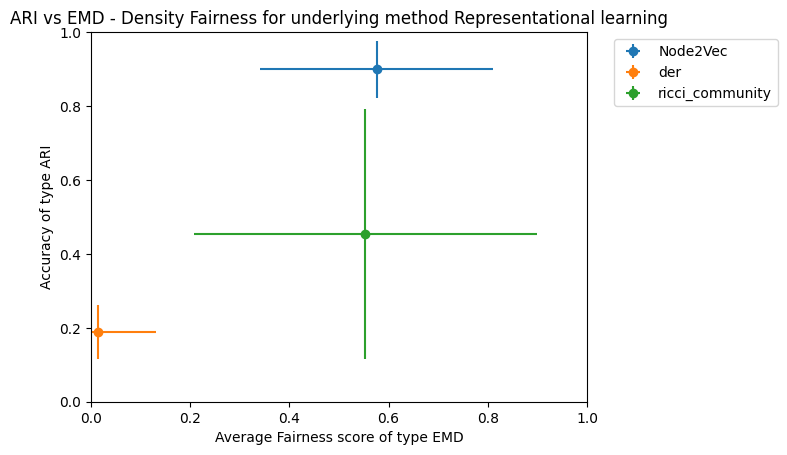 ARI vs EMD - Density Fairness for underlying method Representational learning
Node2Vec
der
ricci_community
Accuracy of type ARI
1.0
0.8
0.6
0.4
0.2
0.0
0.0 0.2 0.4 0.6 0.8 1.0
Average Fairness score of type EMD